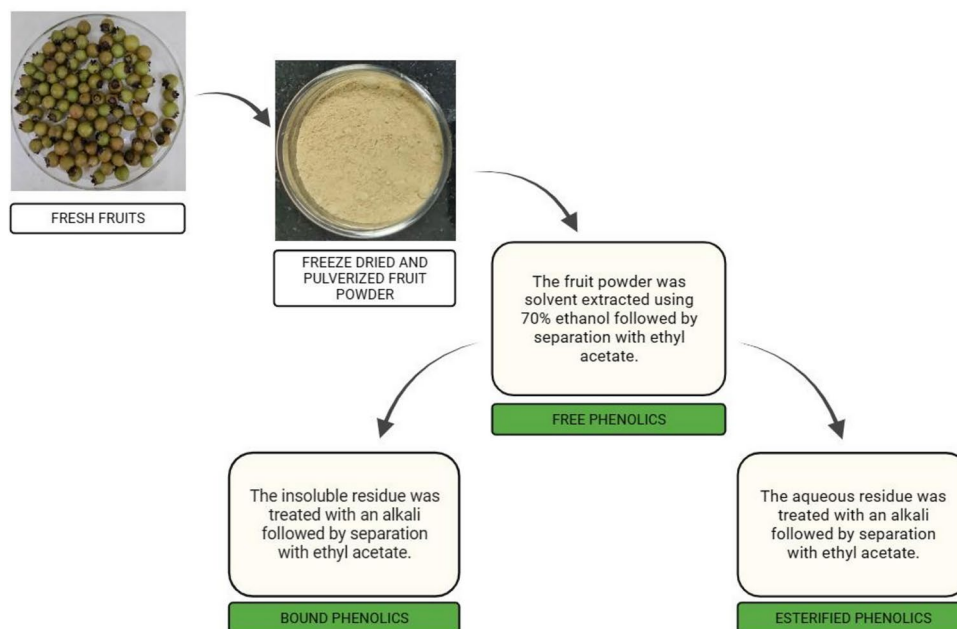 FRESH FRUITS
FREEZE DRIED AND
PULVERIZED FRUIT
POWDER
The fruit powder was
solvent extracted using
70% ethanol followed by
separation with ethyl
acetate.
FREE PHENOLICS
The insoluble residue was
treated with an alkali
followed by separation
with ethyl acetate.
BOUND PHENOLICS
The aqueous residue was
treated with an alkali
followed by separation
with ethyl acetate.
ESTERIFIED PHENOLICS